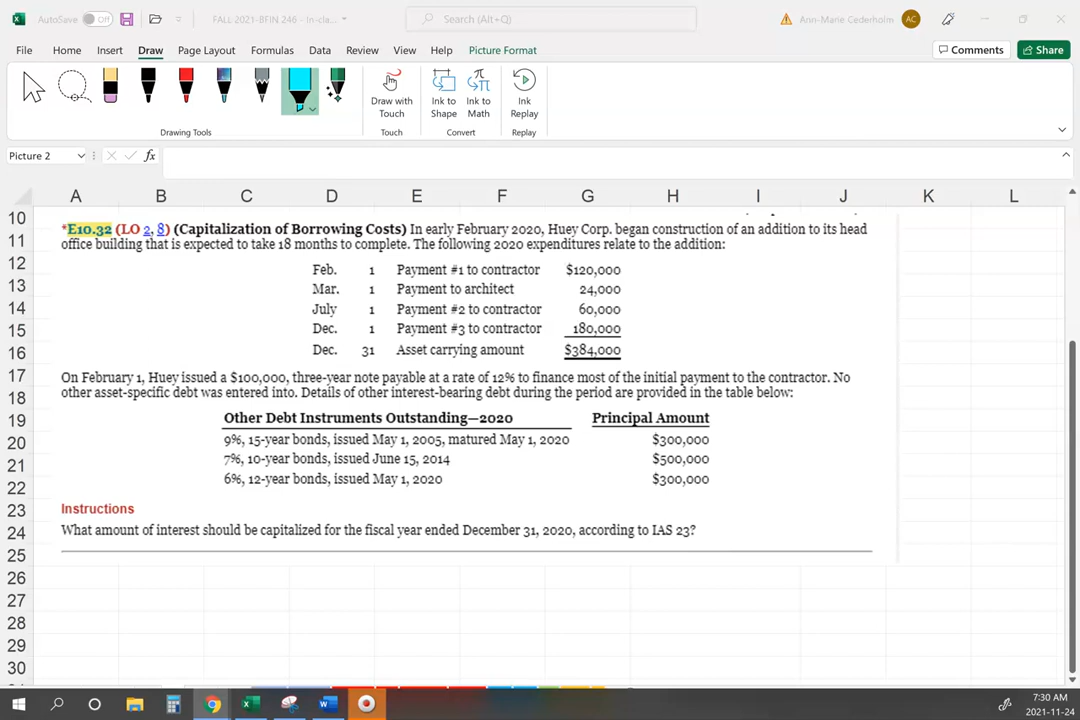 AutoSave Off FALL 2021-BFIN 246 - In-cla... Search (Alt+Q) Ann-Marie Cederholm AC
File Home Insert Draw Page Layout Formulas Data Review View Help Picture Format Comments Share
Draw with Touch
Ink to Shape
Ink to Math
Ink Replay
Drawing Tools Touch Convert Replay
Picture 2 fx
A B C D E F G H I J K L
10
11
12
13
14
15
16
17
18
19
20
21
22
23
24
25
26
27
28
29
30
*E10.32 (LO 2, 8) (Capitalization of Borrowing Costs) In early February 2020, Huey Corp. began construction of an addition to its head
office building that is expected to take 18 months to complete. The following 2020 expenditures relate to the addition:
Feb. 1 Payment #1 to contractor $120,000
Mar. 1 Payment to architect 24,000
July 1 Payment #2 to contractor 60,000
Dec. 1 Payment #3 to contractor 180,000
Dec. 31 Asset carrying amount $384,000
On February 1, Huey issued a $100,000, three-year note payable at a rate of 12% to finance most of the initial payment to the contractor. No
other asset-specific debt was entered into. Details of other interest-bearing debt during the period are provided in the table below:
Other Debt Instruments Outstanding—2020 Principal Amount
9%, 15-year bonds, issued May 1, 2005, matured May 1, 2020 $300,000
7%, 10-year bonds, issued June 15, 2014 $500,000
6%, 12-year bonds, issued May 1, 2020 $300,000
Instructions
What amount of interest should be capitalized for the fiscal year ended December 31, 2020, according to IAS 23?
7:30 AM
2021-11-24